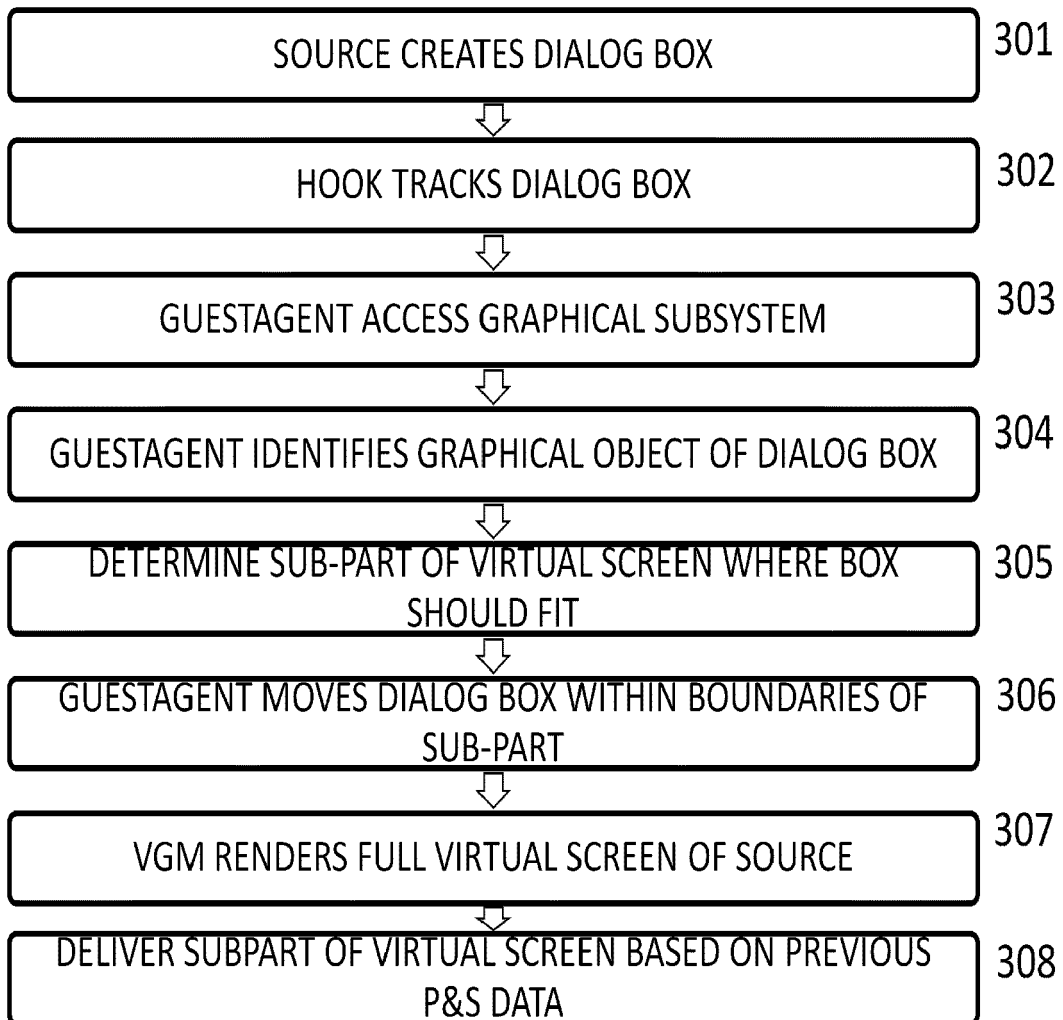 SOURCE CREATES DIALOG BOX
301
HOOK TRACKS DIALOG BOX
302
GUESTAGENT ACCESS GRAPHICAL SUBSYSTEM
303
GUESTAGENT IDENTIFIES GRAPHICAL OBJECT OF DIALOG BOX
304
DETERMINE SUB-PART OF VIRTUAL SCREEN WHERE BOX
SHOULD FIT
305
GUESTAGENT MOVES DIALOG BOX WITHIN BOUNDARIES OF
SUB-PART
306
VGM RENDERS FULL VIRTUAL SCREEN OF SOURCE
307
DELIVER SUBPART OF VIRTUAL SCREEN BASED ON PREVIOUS
P&S DATA
308